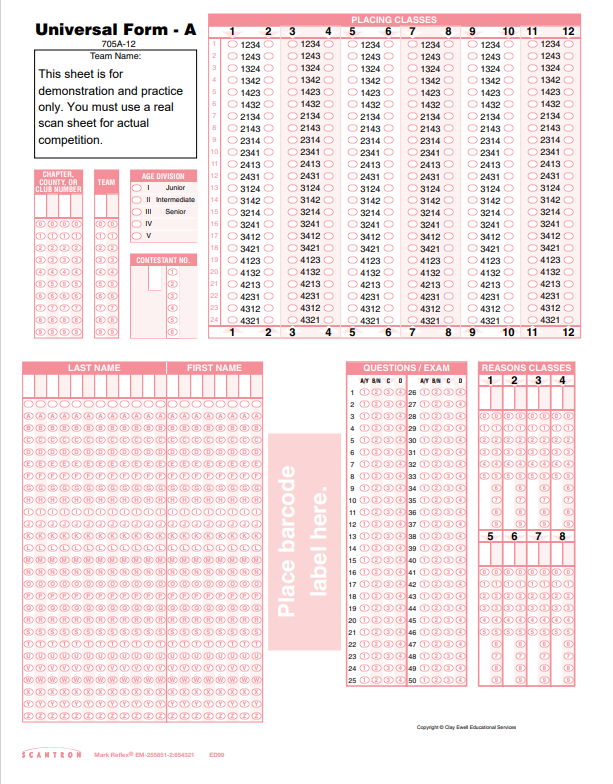 Universal Form - A
705A-12
Team Name:
This sheet is for
demonstration and practice
only. You must use a real
scan sheet for actual
competition.
PLACING CLASSES
1 2 3 4 5 6 7 8 9 10 11 12
1 1234 1234 1234 1234 1234 1234
2 1243 1243 1243 1243 1243 1243
3 1324 1324 1324 1324 1324 1324
4 1342 1342 1342 1342 1342 1342
5 1423 1423 1423 1423 1423 1423
6 1432 1432 1432 1432 1432 1432
7 2134 2134 2134 2134 2134 2134
8 2143 2143 2143 2143 2143 2143
9 2314 2314 2314 2314 2314 2314
10 2341 2341 2341 2341 2341 2341
11 2413 2413 2413 2413 2413 2413
12 2431 2431 2431 2431 2431 2431
13 3124 3124 3124 3124 3124 3124
14 3142 3142 3142 3142 3142 3142
15 3214 3214 3214 3214 3214 3214
16 3241 3241 3241 3241 3241 3241
17 3412 3412 3412 3412 3412 3412
18 3421 3421 3421 3421 3421 3421
19 4123 4123 4123 4123 4123 4123
20 4132 4132 4132 4132 4132 4132
21 4213 4213 4213 4213 4213 4213
22 4231 4231 4231 4231 4231 4231
23 4312 4312 4312 4312 4312 4312
24 4321 4321 4321 4321 4321 4321
1 2 3 4 5 6 7 8 9 10 11 12
CHAPTER,
COUNTY, OR
CLUB NUMBER
TEAM
AGE DIVISION
I Junior
II Intermediate
III Senior
IV
V
CONTESTANT NO.
LAST NAME
FIRST NAME
Place barcode
label here.
QUESTIONS / EXAM
A/Y B/N C D A/Y B/N C D
1 26
2 27
3 28
4 29
5 30
6 31
7 32
8 33
9 34
10 35
11 36
12 37
13 38
14 39
15 40
16 41
17 42
18 43
19 44
20 45
21 46
22 47
23 48
24 49
25 50
REASONS CLASSES
1 2 3 4
5 6 7 8
Copyright © Clay Ewell Educational Services
SCANTRON Mark Reflex® EM-255851-2:654321 ED99